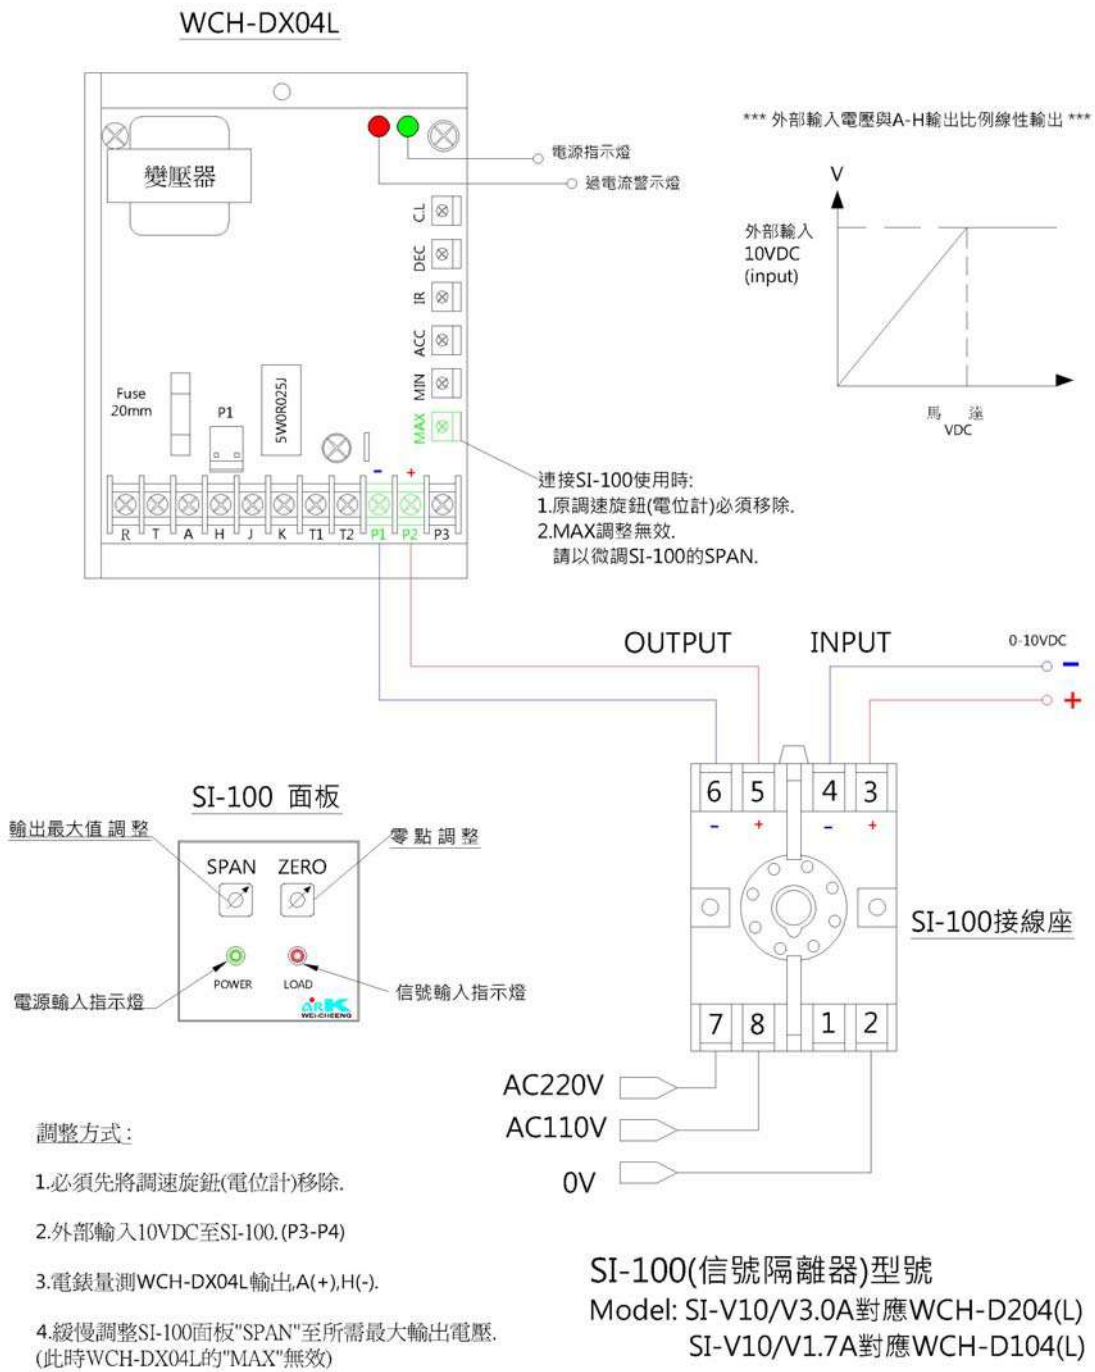 WCH-DX04L
變壓器
電源指示燈
過電流警示燈
C.L
DEC
IR
ACC
MIN
MAX
Fuse
20mm
P1
5W0R025J
- +
R T A H J K T1 T2 P1 P2 P3
*** 外部輸入電壓與A-H輸出比例線性輸出 ***
V
外部輸入
10VDC
(input)
馬 達
VDC
連接SI-100使用時:
1.原調速旋鈕(電位計)必須移除.
2.MAX調整無效.
請以微調SI-100的SPAN.
OUTPUT INPUT
0-10VDC
-
+
6 5 4 3
- + - +
SI-100接線座
7 8 1 2
AC220V
AC110V
0V
SI-100 面板
輸出最大值 調 整
零 點 調 整
SPAN ZERO
POWER LOAD
電源輸入指示燈
信號輸入指示燈
arK
WEI-CHEENG
調整方式 :
1.必須先將調速旋鈕(電位計)移除.
2.外部輸入10VDC至SI-100.(P3-P4)
3.電錶量測WCH-DX04L輸出,A(+),H(-).
4.緩慢調整SI-100面板"SPAN"至所需最大輸出電壓.
(此時WCH-DX04L的"MAX"無效)
SI-100(信號隔離器)型號
Model: SI-V10/V3.0A對應WCH-D204(L)
SI-V10/V1.7A對應WCH-D104(L)